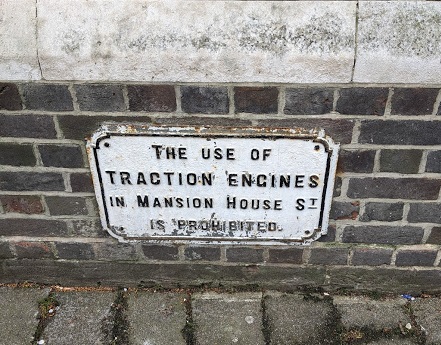 THE USE OF
TRACTION ENGINES
IN MANSION HOUSE ST
IS PROHIBITED.